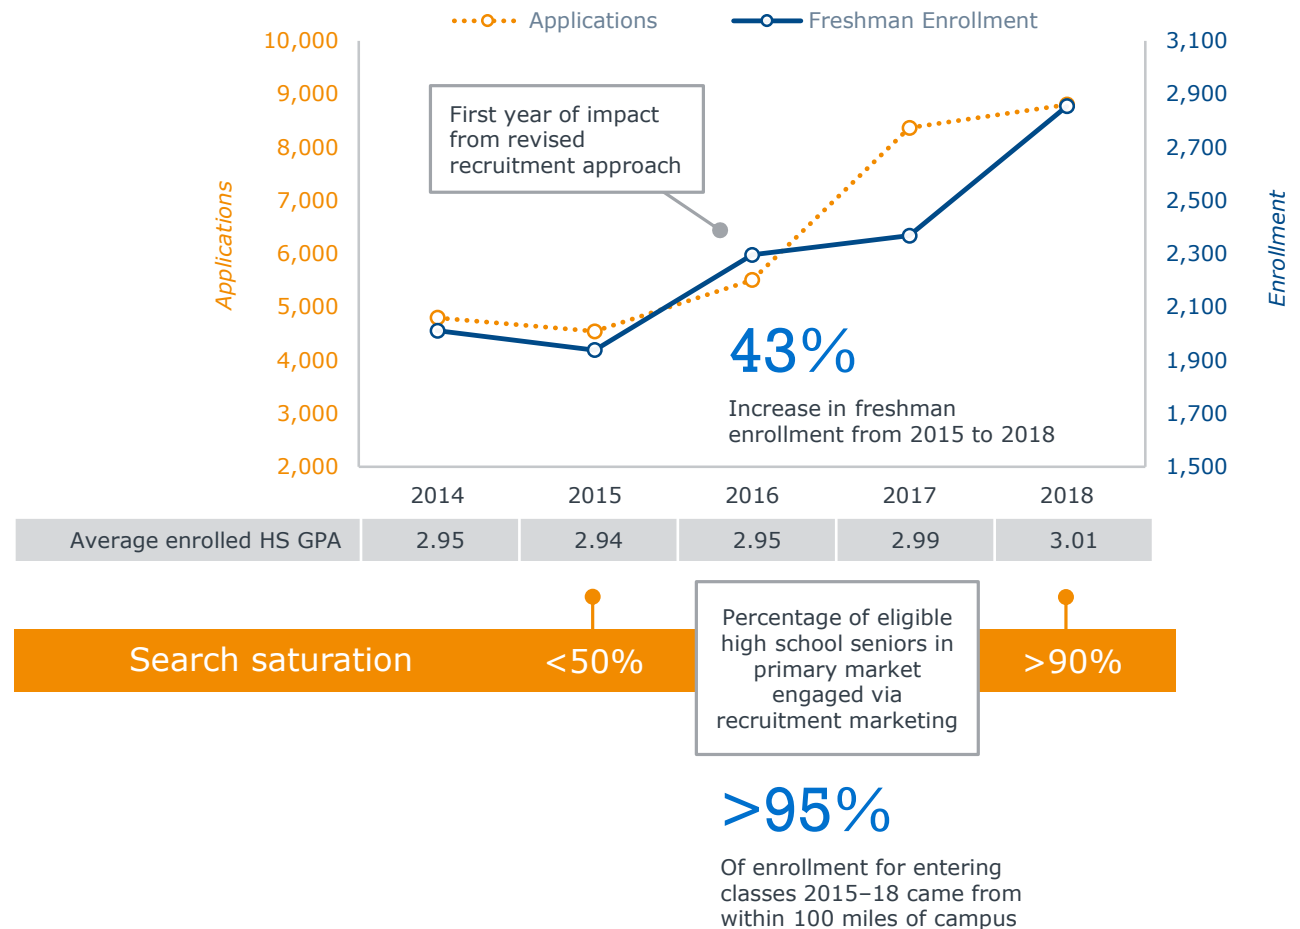 Applications
Freshman Enrollment
10,000
9,000
8,000
7,000
6,000
5,000
4,000
3,000
2,000
Applications
3,100
2,900
2,700
2,500
2,300
2,100
1,900
1,700
1,500
Enrollment
First year of impact
from revised
recruitment approach
43%
Increase in freshman
enrollment from 2015 to 2018
2014 2015 2016 2017 2018
Average enrolled HS GPA 2.95 2.94 2.95 2.99 3.01
Search saturation <50% >90%
Percentage of eligible
high school seniors in
primary market
engaged via
recruitment marketing
>95%
Of enrollment for entering
classes 2015–18 came from
within 100 miles of campus